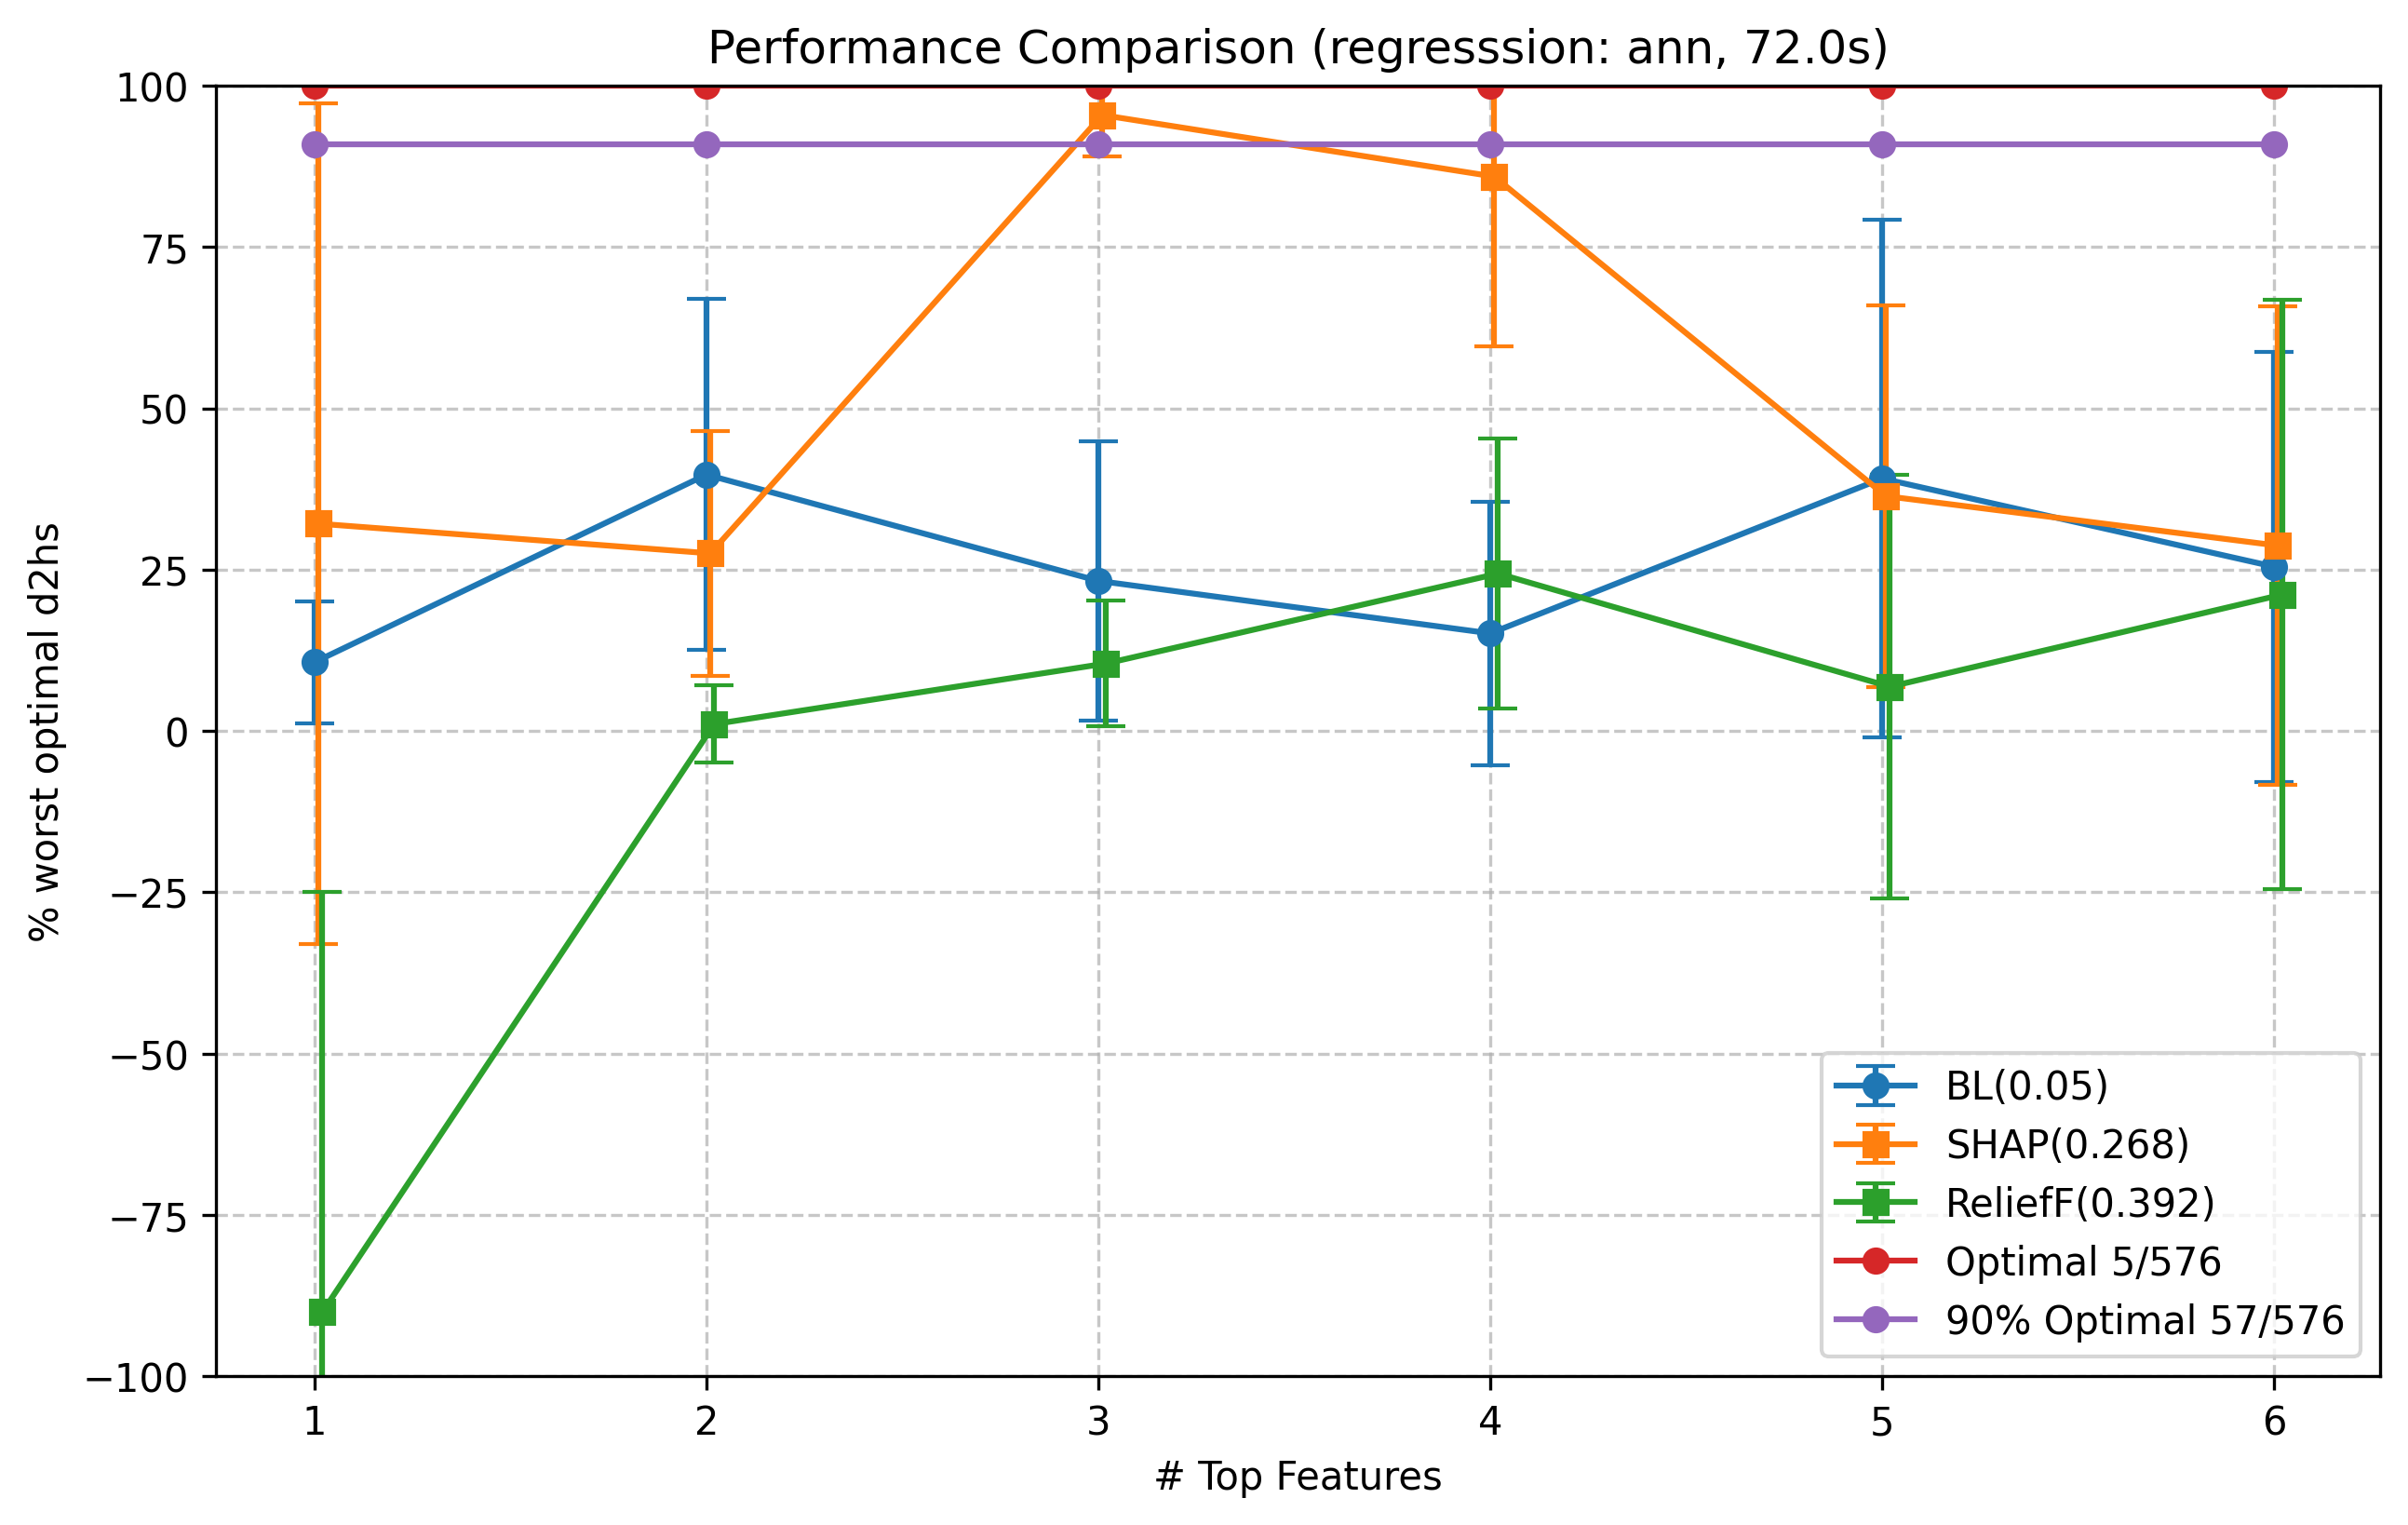 Performance Comparison (regresssion: ann, 72.0s)
% worst optimal d2hs
100
75
50
25
0
−25
−50
−75
−100
1 2 3 4 5 6
# Top Features
BL(0.05)
SHAP(0.268)
ReliefF(0.392)
Optimal 5/576
90% Optimal 57/576